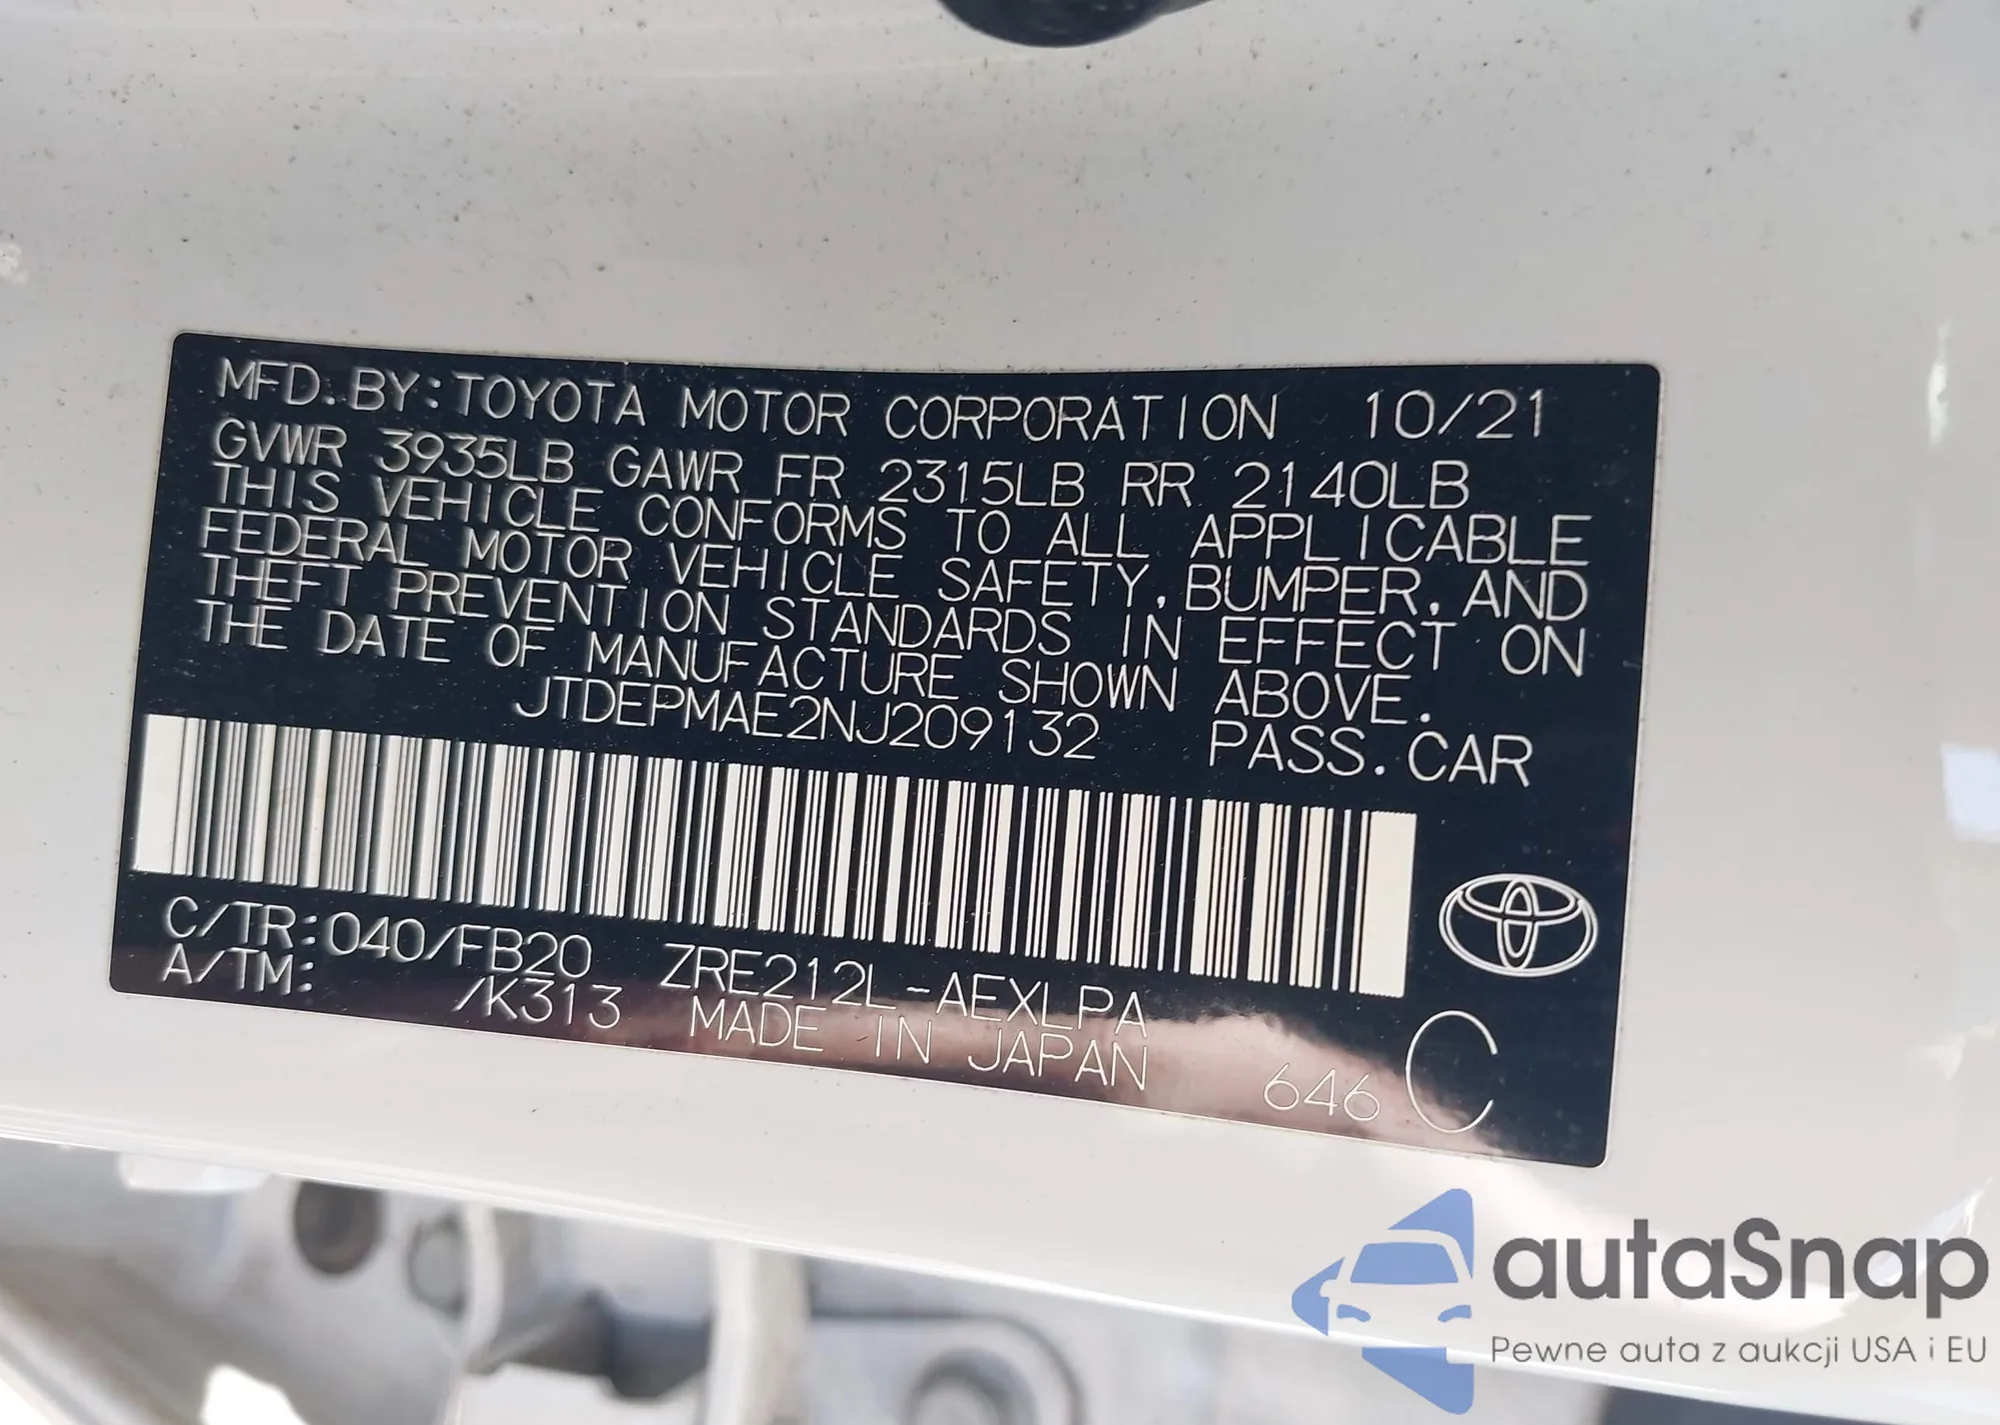 MFD. BY: TOYOTA MOTOR CORPORATION 10/21
GVWR 3935LB GAWR FR 2315LB RR 2140LB
THIS VEHICLE CONFORMS TO ALL APPLICABLE
FEDERAL MOTOR VEHICLE SAFETY, BUMPER, AND
THEFT PREVENTION STANDARDS IN EFFECT ON
THE DATE OF MANUFACTURE SHOWN ABOVE.
JTDEPMAE2NJ209132 PASS. CAR
C/TR: 040/FB20 ZRE212L-AEXLPA
A/TM: /K313 MADE IN JAPAN 646 C
autaSnap
Pewne auta z aukcji USA i EU